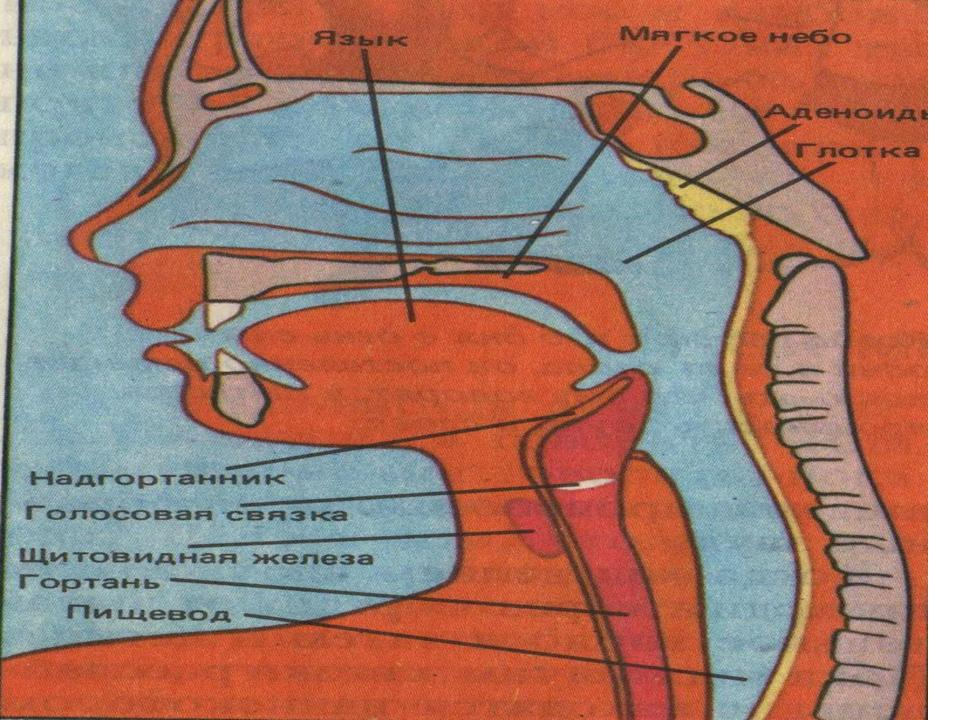 Язык
Мягкое небо
Аденоиды
Глотка
Надгортанник
Голосовая связка
Щитовидная железа
Гортань
Пищевод